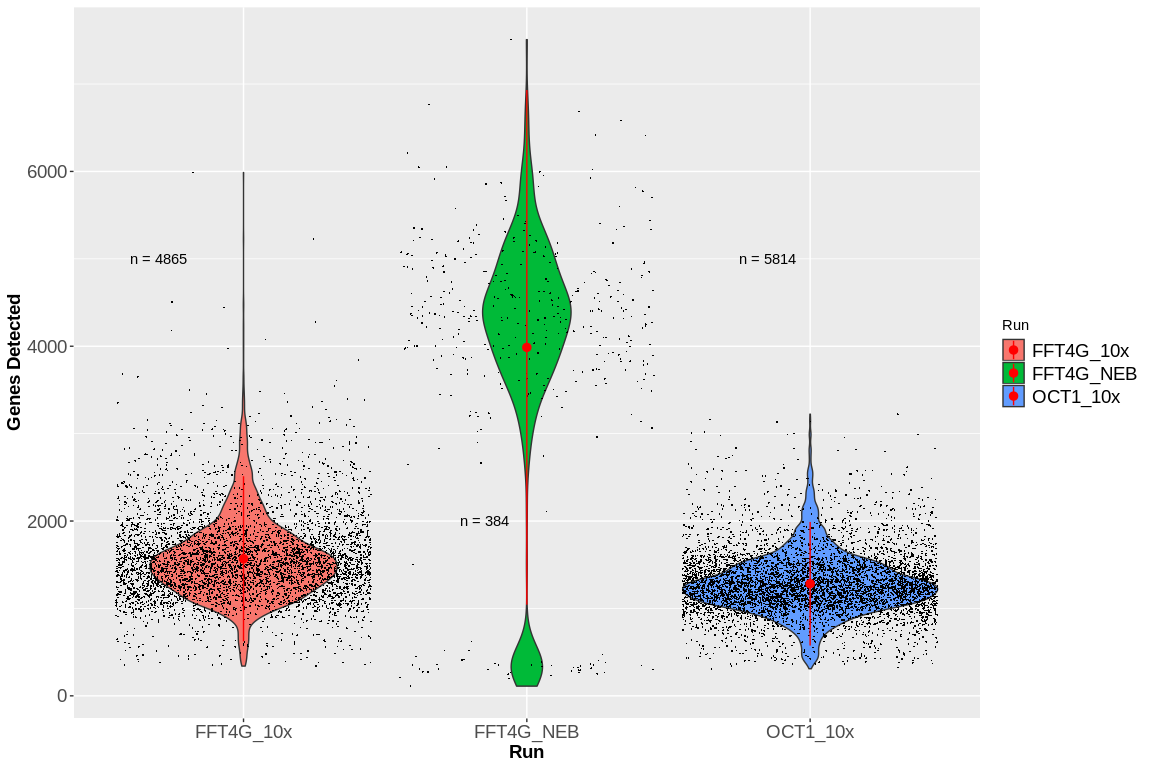 Genes Detected
6000
4000
2000
0
n = 4865
n = 384
n = 5814
FFT4G_10x
FFT4G_NEB
OCT1_10x
Run
Run
FFT4G_10x
FFT4G_NEB
OCT1_10x